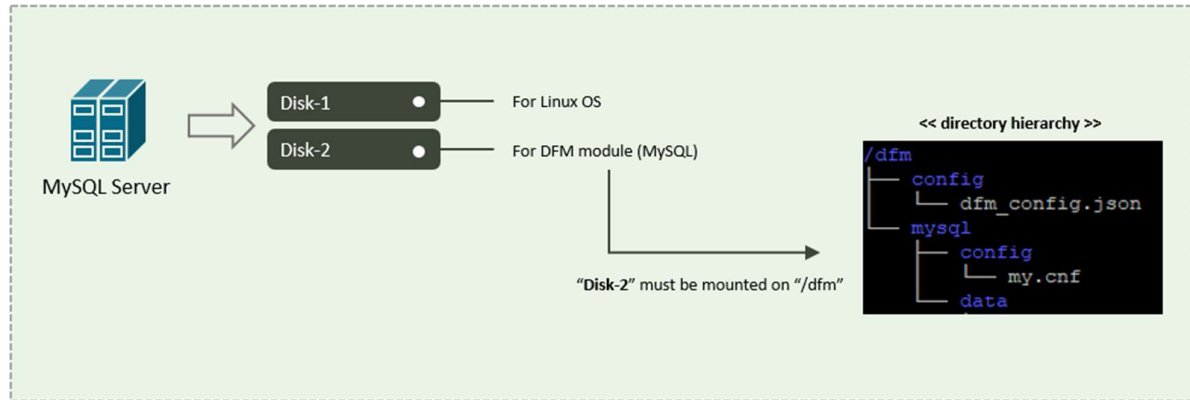 MySQL Server
Disk-1
For Linux OS
Disk-2
For DFM module (MySQL)
“Disk-2” must be mounted on “/dfm”
<< directory hierarchy >>
/dfm
config
dfm_config.json
mysql
config
my.cnf
data